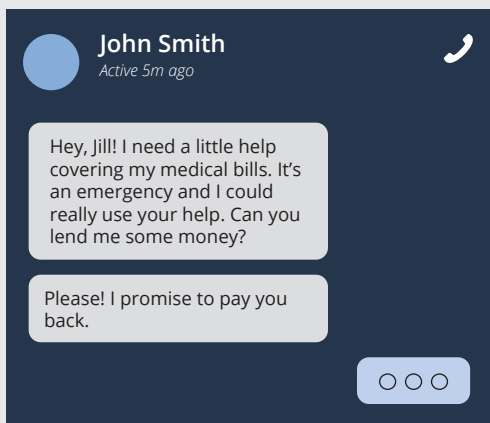 John Smith
Active 5m ago
Hey, Jill! I need a little help
covering my medical bills. It’s
an emergency and I could
really use your help. Can you
lend me some money?
Please! I promise to pay you
back.